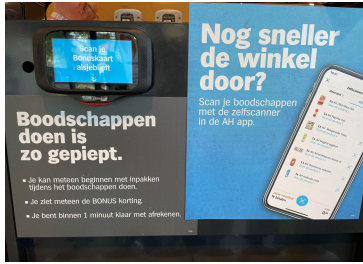 Scan je
Bonuskaart
alsjeblieft
Boodschappen
doen is
zo gepiept.
• Je kan meteen beginnen met inpakken
tijdens het boodschappen doen.
• Je ziet meteen de BONUS korting.
• Je bent binnen 1 minuut klaar met afrekenen.
Nog sneller
de winkel
door?
Scan je boodschappen
met de zelfscanner
in de AH app.